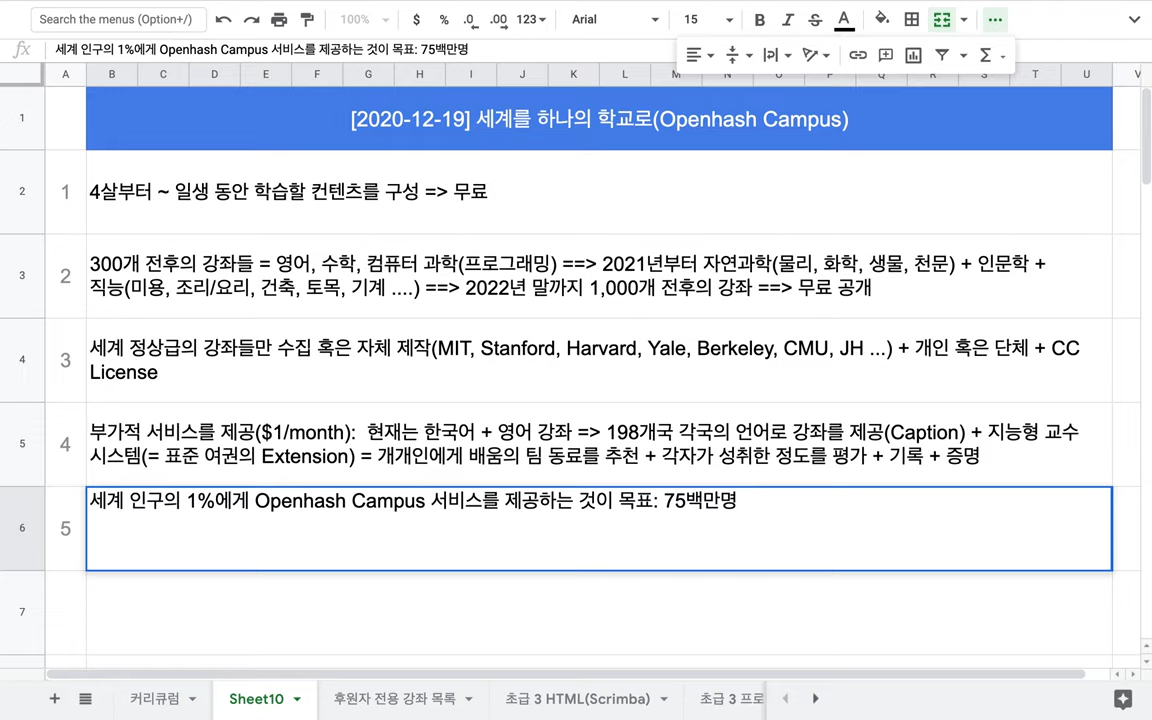 Search the menus (Option+/) 100% $ % .0 .00 123 Arial 15 B I S A
fx 세계 인구의 1%에게 Openhash Campus 서비스를 제공하는 것이 목표: 75백만명
A B C D E F G H I J K L M N O P Q R S T U V
1 [2020-12-19] 세계를 하나의 학교로(Openhash Campus)
2 1 4살부터 ~ 일생 동안 학습할 컨텐츠를 구성 => 무료
3 2 300개 전후의 강좌들 = 영어, 수학, 컴퓨터 과학(프로그래밍) ==> 2021년부터 자연과학(물리, 화학, 생물, 천문) + 인문학 +
직능(미용, 조리/요리, 건축, 토목, 기계 ....) ==> 2022년 말까지 1,000개 전후의 강좌 ==> 무료 공개
4 3 세계 정상급의 강좌들만 수집 혹은 자체 제작(MIT, Stanford, Harvard, Yale, Berkeley, CMU, JH ...) + 개인 혹은 단체 + CC
License
5 4 부가적 서비스를 제공($1/month):  현재는 한국어 + 영어 강좌 => 198개국 각국의 언어로 강좌를 제공(Caption) + 지능형 교수
시스템(= 표준 여권의 Extension) = 개개인에게 배움의 팀 동료를 추천 + 각자가 성취한 정도를 평가 + 기록 + 증명
6 5 세계 인구의 1%에게 Openhash Campus 서비스를 제공하는 것이 목표: 75백만명
7
커리큐럼 Sheet10 후원자 전용 강좌 목록 초급 3 HTML(Scrimba) 초급 3 프로